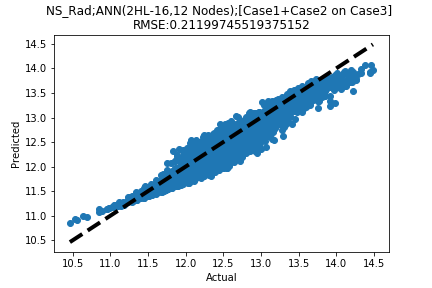 NS_Rad;ANN(2HL-16,12 Nodes);[Case1+Case2 on Case3]
RMSE:0.21199745519375152
14.5
14.0
13.5
13.0
12.5
12.0
11.5
11.0
10.5
Predicted
10.5 11.0 11.5 12.0 12.5 13.0 13.5 14.0 14.5
Actual